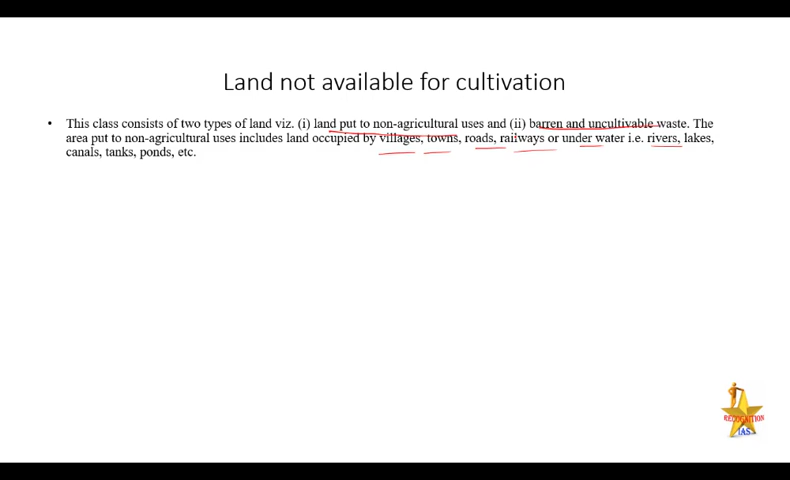 Land not available for cultivation
• This class consists of two types of land viz. (i) land put to non-agricultural uses and (ii) barren and uncultivable waste. The
area put to non-agricultural uses includes land occupied by villages, towns, roads, railways or under water i.e. rivers, lakes,
canals, tanks, ponds, etc.
RECOGNITION
IAS